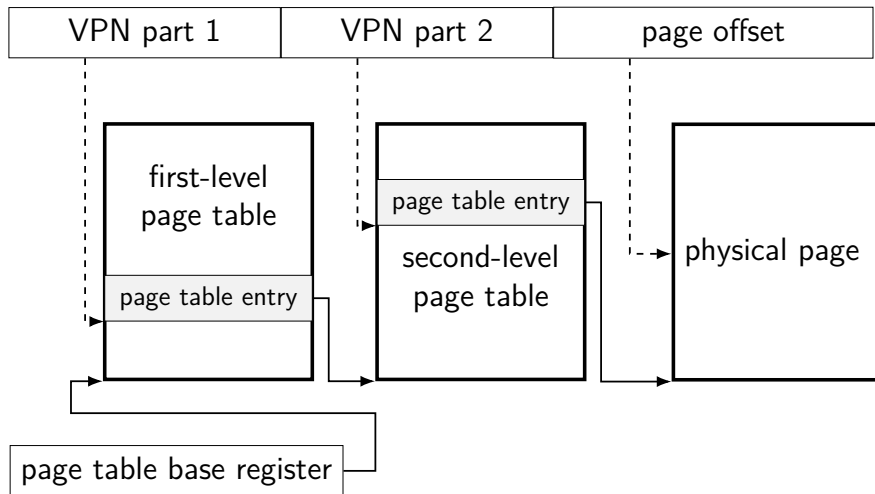 VPN part 1
VPN part 2
page offset
first-level
page table
page table entry
page table entry
second-level
page table
physical page
page table base register